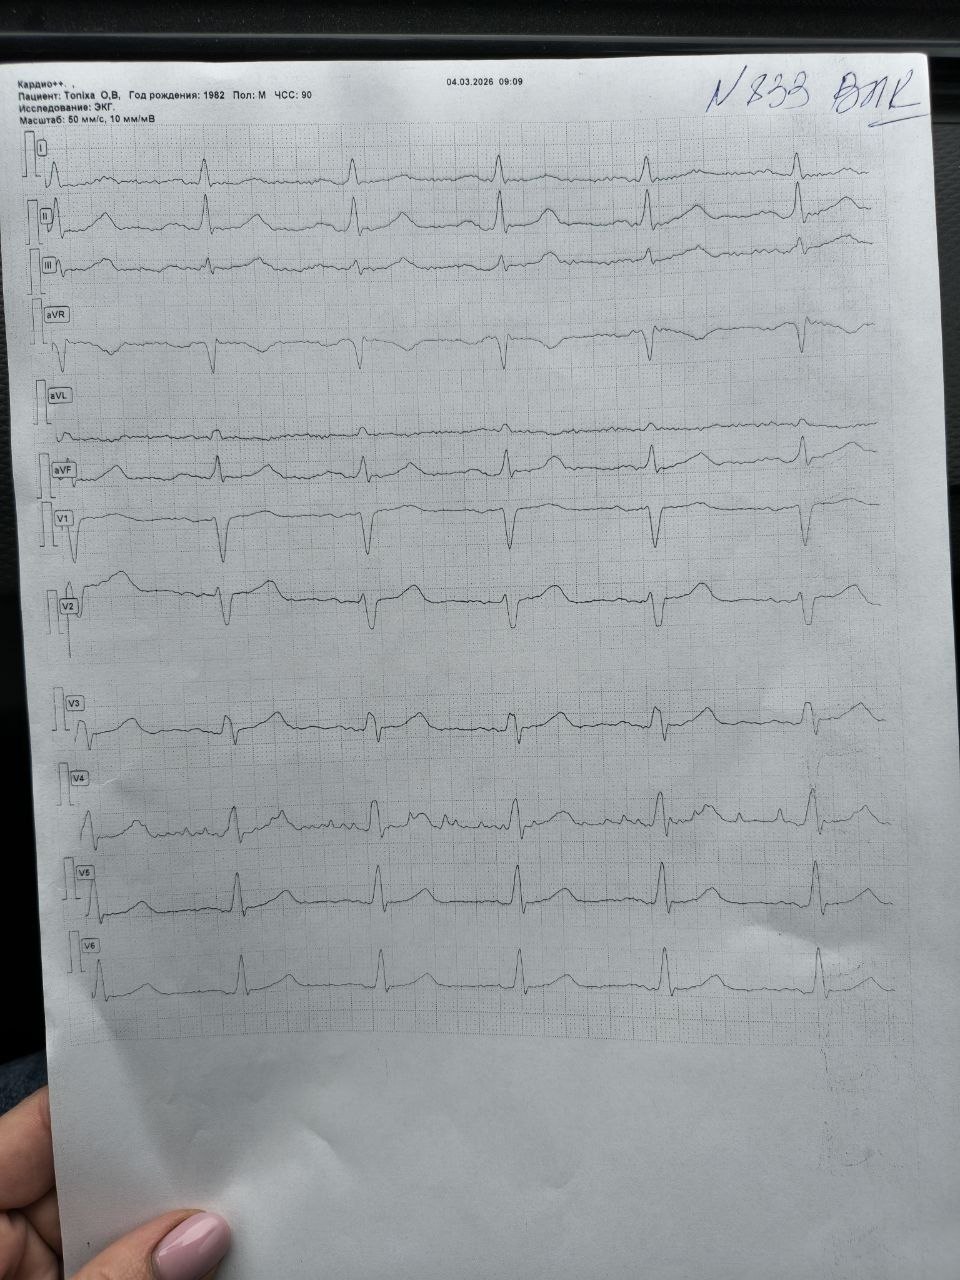 Кардио++. ,
04.03.2026 09:09
N 833 ВЛК
Пациент: Топіха О,В, Год рождения: 1982 Пол: М ЧСС: 90
Исследование: ЭКГ.
Масштаб: 50 мм/с, 10 мм/мВ
I
II
III
aVR
aVL
aVF
V1
V2
V3
V4
V5
V6